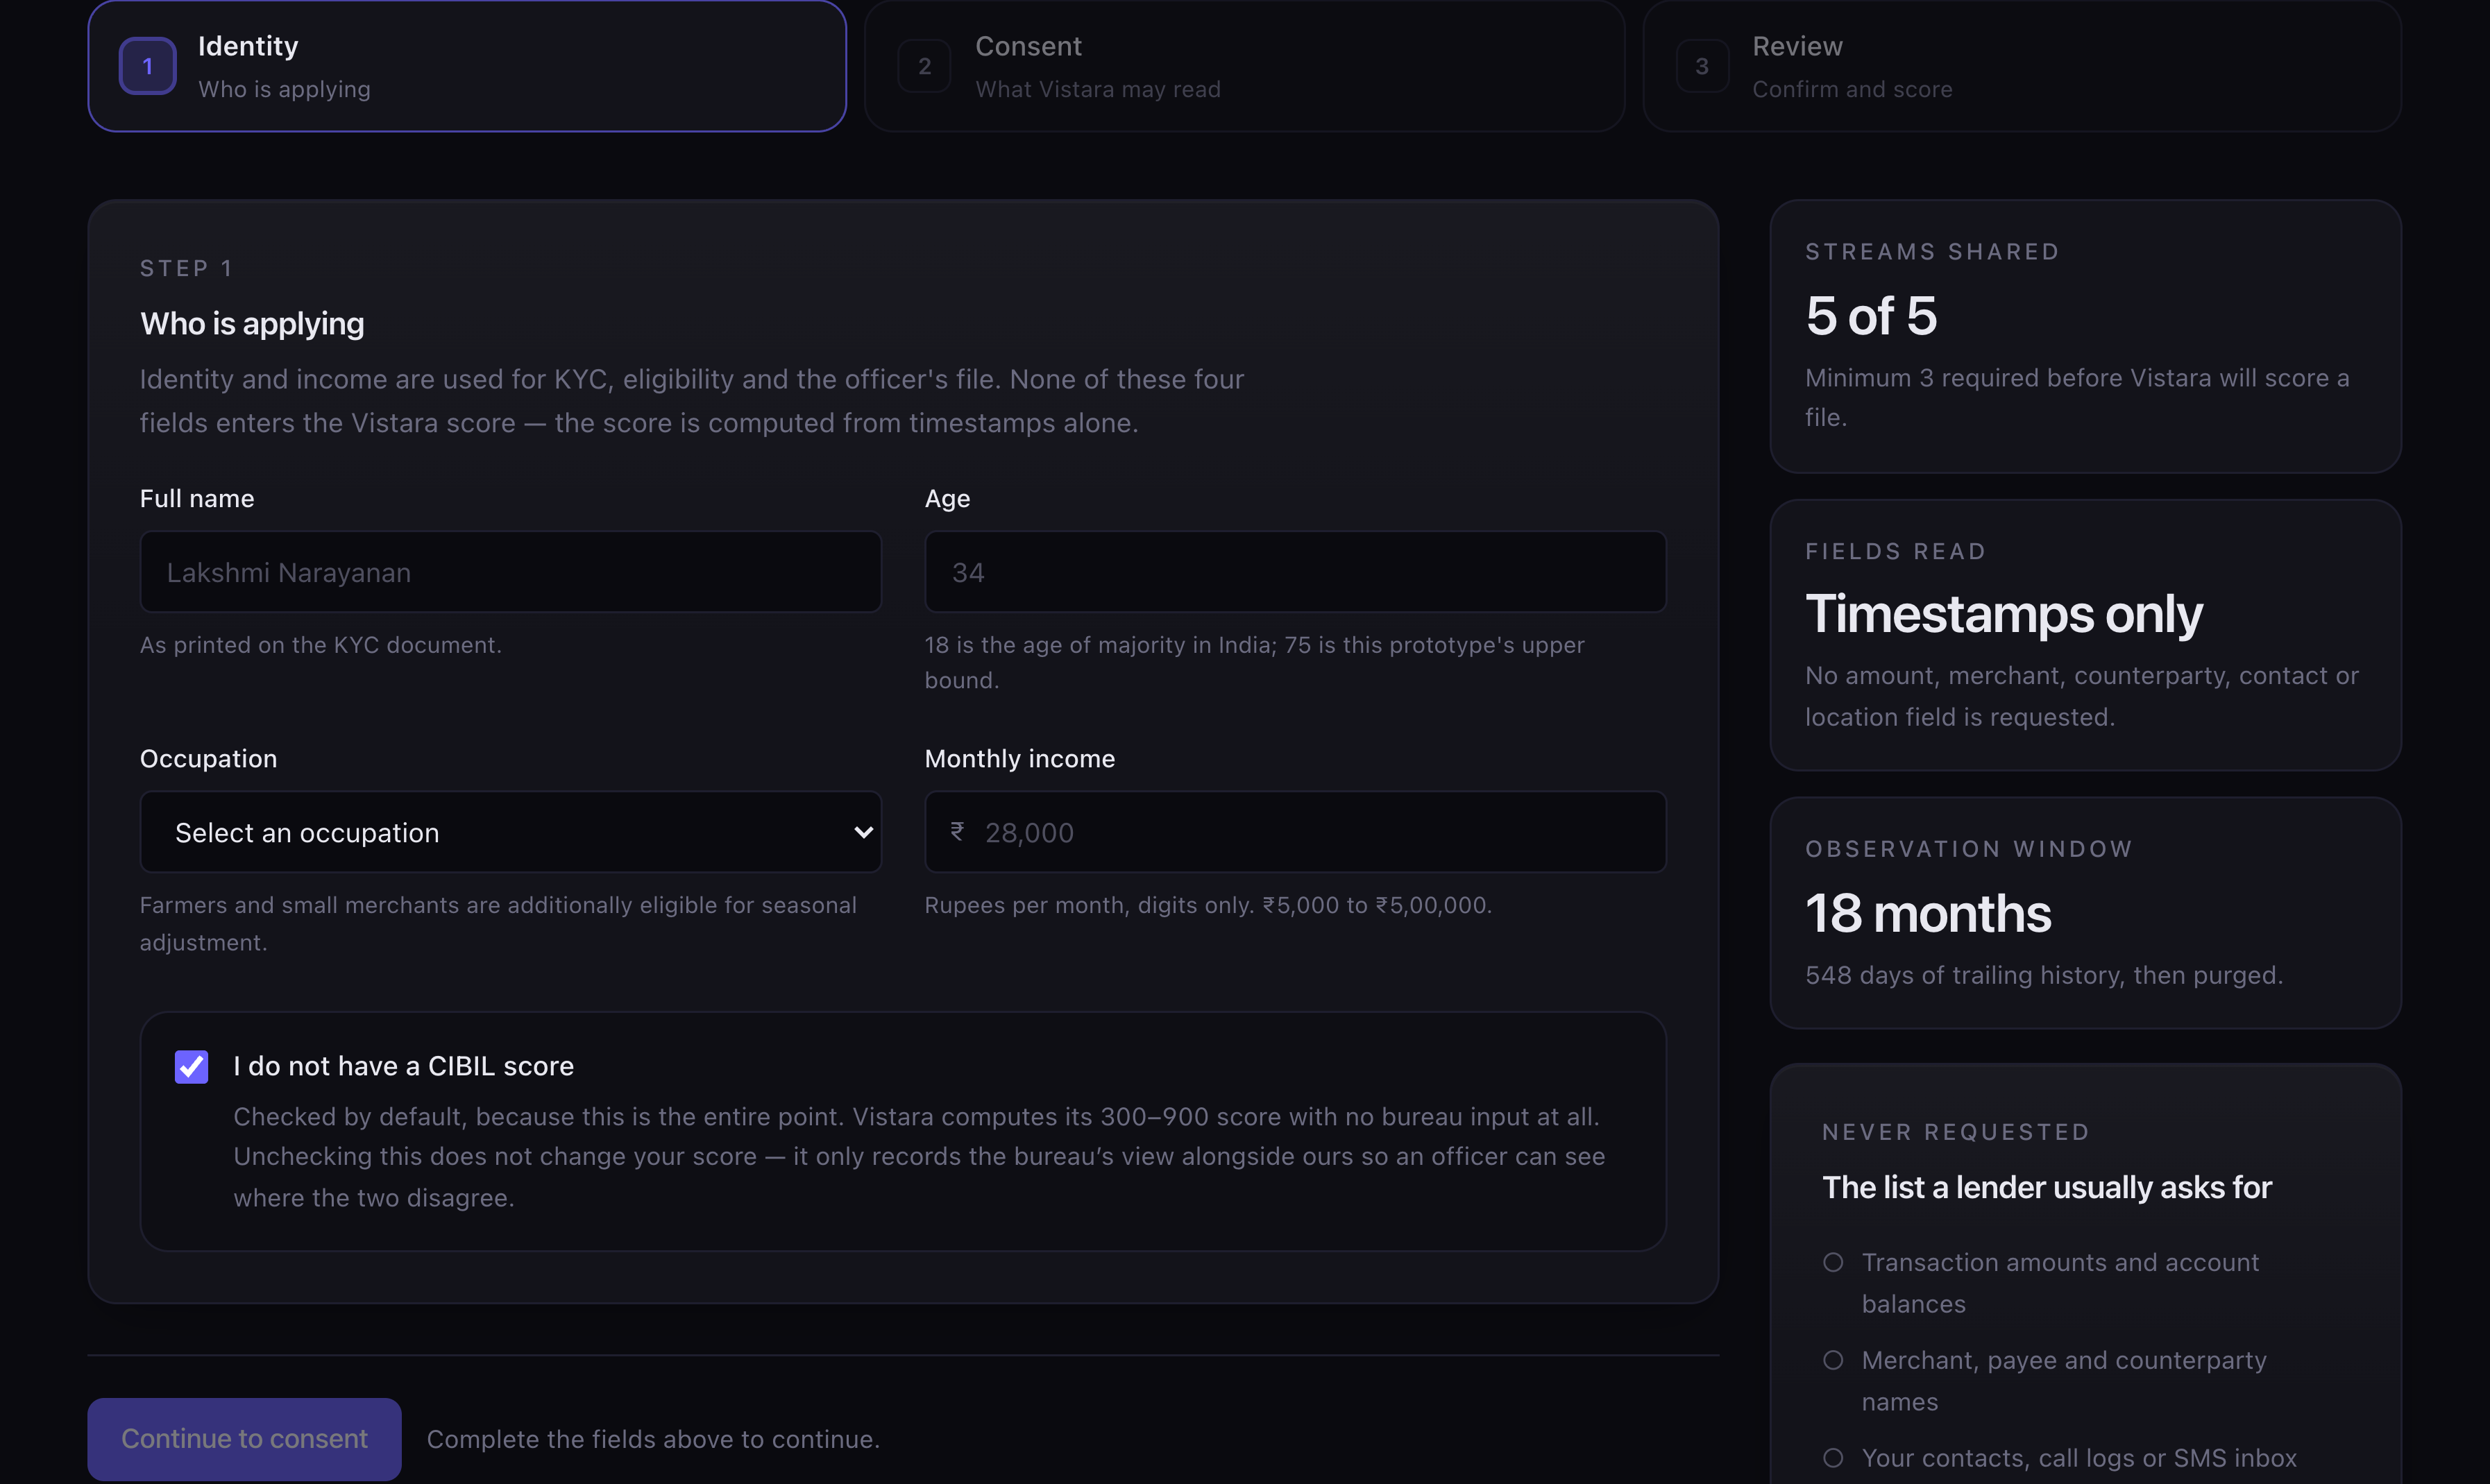 1
Identity
Who is applying
2
Consent
What Vistara may read
3
Review
Confirm and score
STEP 1
Who is applying
Identity and income are used for KYC, eligibility and the officer's file. None of these four
fields enters the Vistara score — the score is computed from timestamps alone.
Full name
Lakshmi Narayanan
As printed on the KYC document.
Age
34
18 is the age of majority in India; 75 is this prototype's upper
bound.
Occupation
Select an occupation
Farmers and small merchants are additionally eligible for seasonal
adjustment.
Monthly income
₹ 28,000
Rupees per month, digits only. ₹5,000 to ₹5,00,000.
I do not have a CIBIL score
Checked by default, because this is the entire point. Vistara computes its 300–900 score with no bureau input at all.
Unchecking this does not change your score — it only records the bureau’s view alongside ours so an officer can see
where the two disagree.
Continue to consent
Complete the fields above to continue.
STREAMS SHARED
5 of 5
Minimum 3 required before Vistara will score a
file.
FIELDS READ
Timestamps only
No amount, merchant, counterparty, contact or
location field is requested.
OBSERVATION WINDOW
18 months
548 days of trailing history, then purged.
NEVER REQUESTED
The list a lender usually asks for
Transaction amounts and account
balances
Merchant, payee and counterparty
names
Your contacts, call logs or SMS inbox